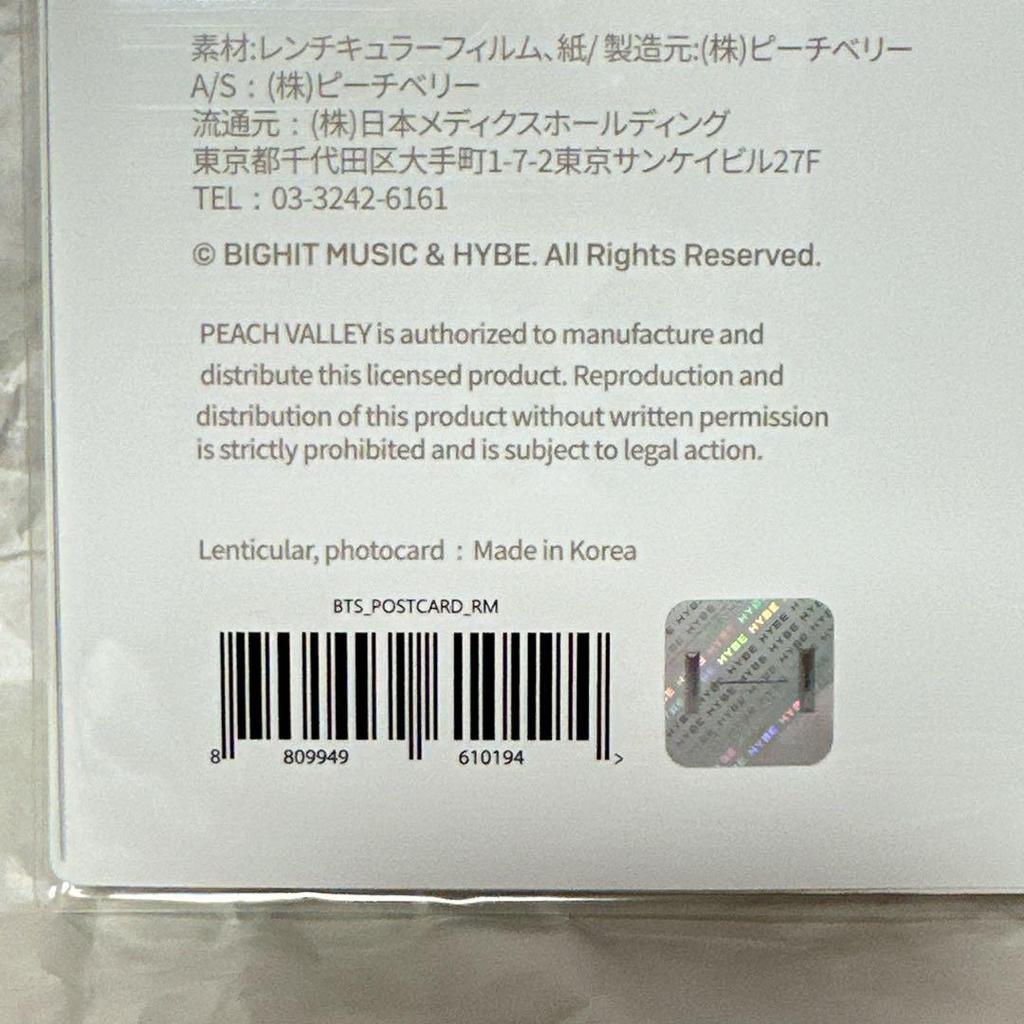 素材:レンチキュラーフィルム、紙/ 製造元:(株)ピーチベリー
A/S : (株)ピーチベリー
流通元 : (株)日本メディクスホールディング
東京都千代田区大手町1-7-2東京サンケイビル27F
TEL : 03-3242-6161
© BIGHIT MUSIC & HYBE. All Rights Reserved.
PEACH VALLEY is authorized to manufacture and
distribute this licensed product. Reproduction and
distribution of this product without written permission
is strictly prohibited and is subject to legal action.
Lenticular, photocard : Made in Korea
BTS_POSTCARD_RM
8 809949 610194 >
HYBE HYBE HYBE